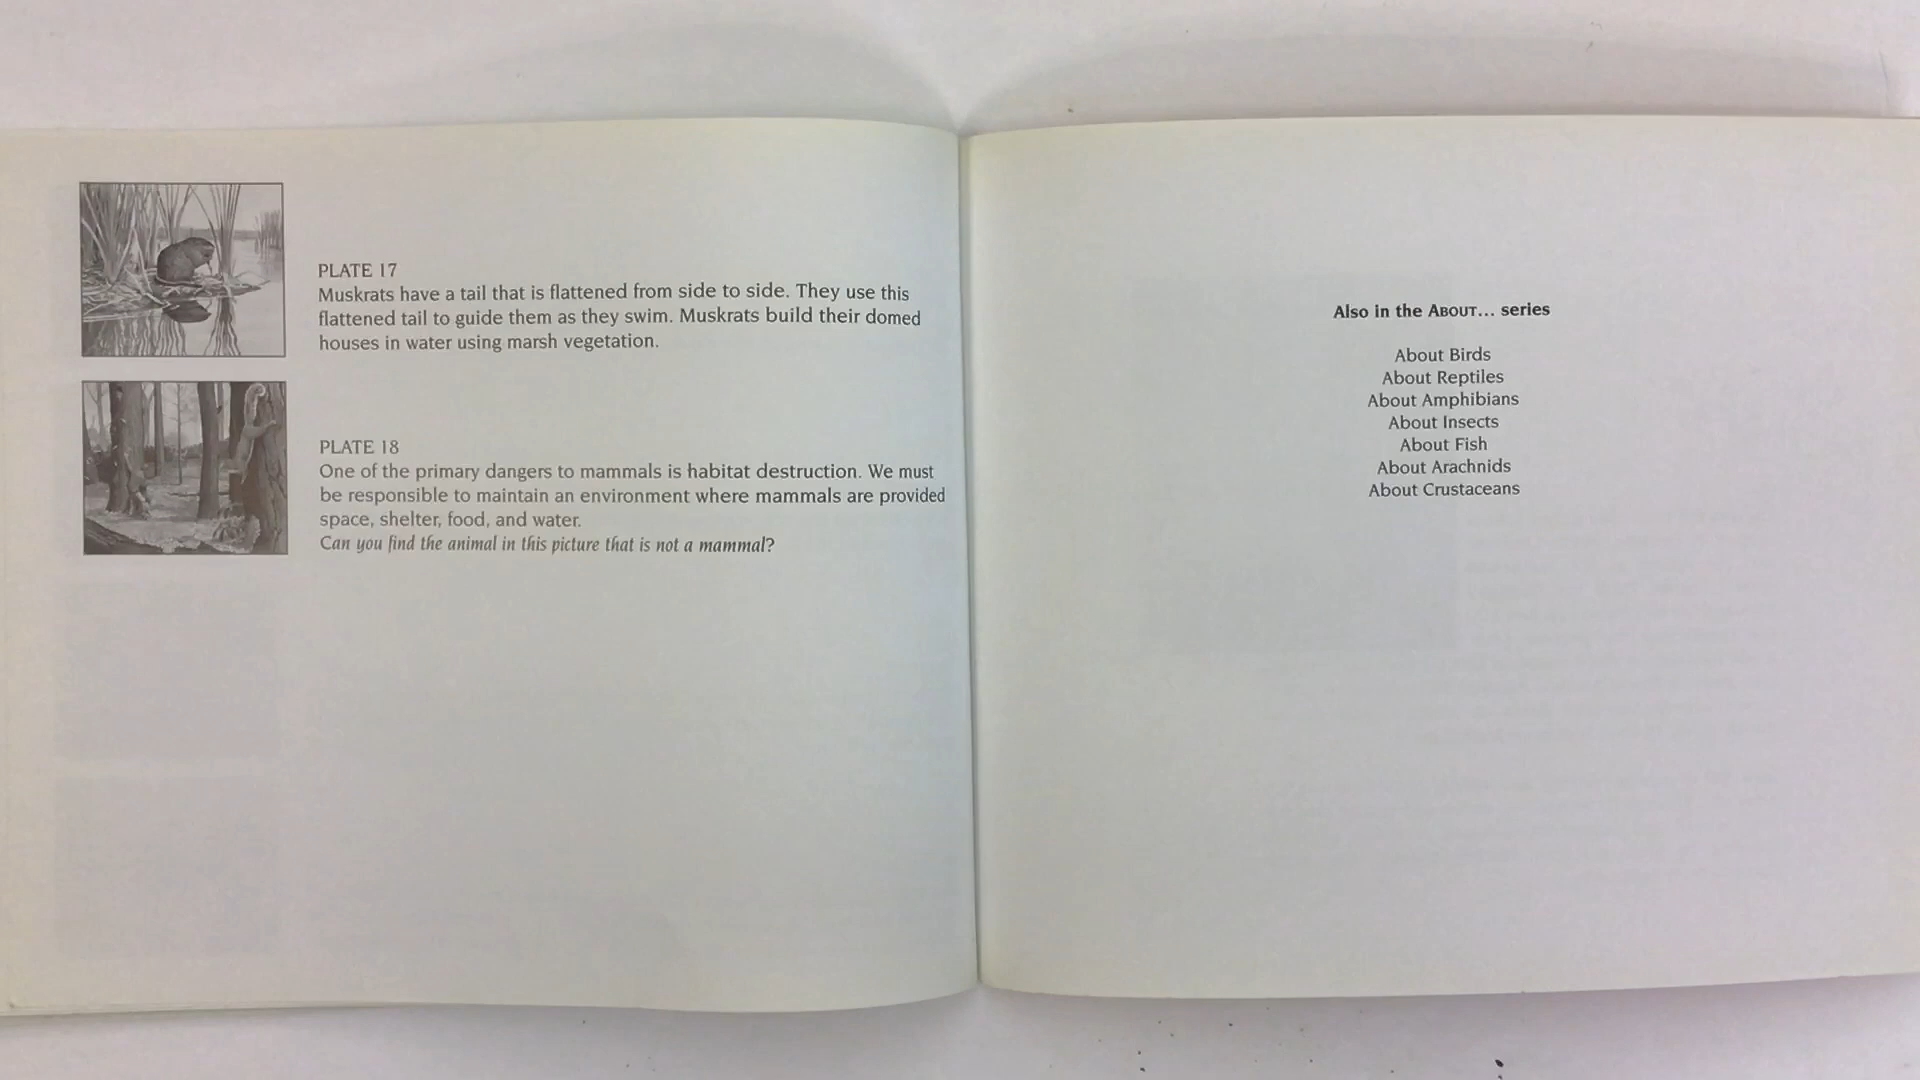 PLATE 17
Muskrats have a tail that is flattened from side to side. They use this
flattened tail to guide them as they swim. Muskrats build their domed
houses in water using marsh vegetation.
PLATE 18
One of the primary dangers to mammals is habitat destruction. We must
be responsible to maintain an environment where mammals are provided
space, shelter, food, and water.
Can you find the animal in this picture that is not a mammal?
Also in the ABOUT... series
About Birds
About Reptiles
About Amphibians
About Insects
About Fish
About Arachnids
About Crustaceans